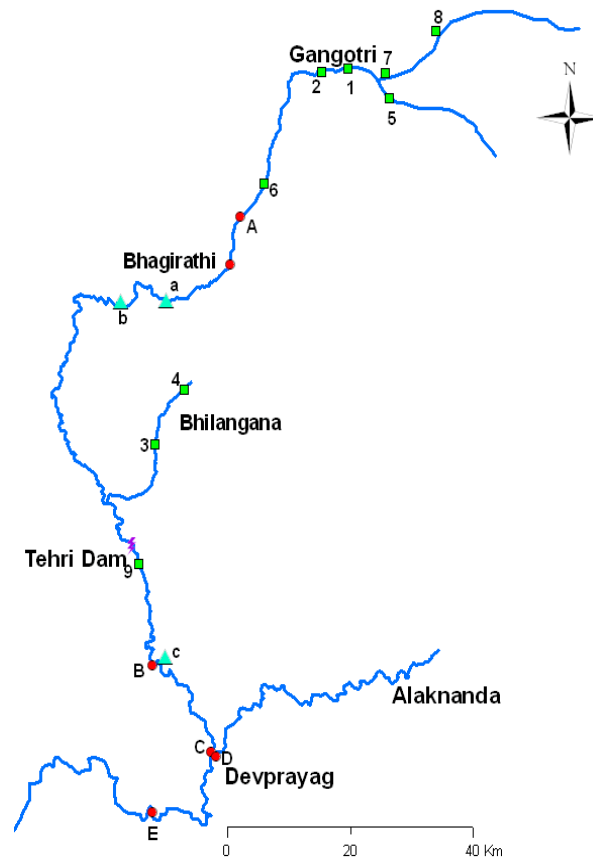 8
Gangotri 7
N
2 1
5
6
A
Bhagirathi a
b
4
Bhilangana
3
Tehri Dam
9
c
B
Alaknanda
C D
Devprayag
E
0 20 40 Km